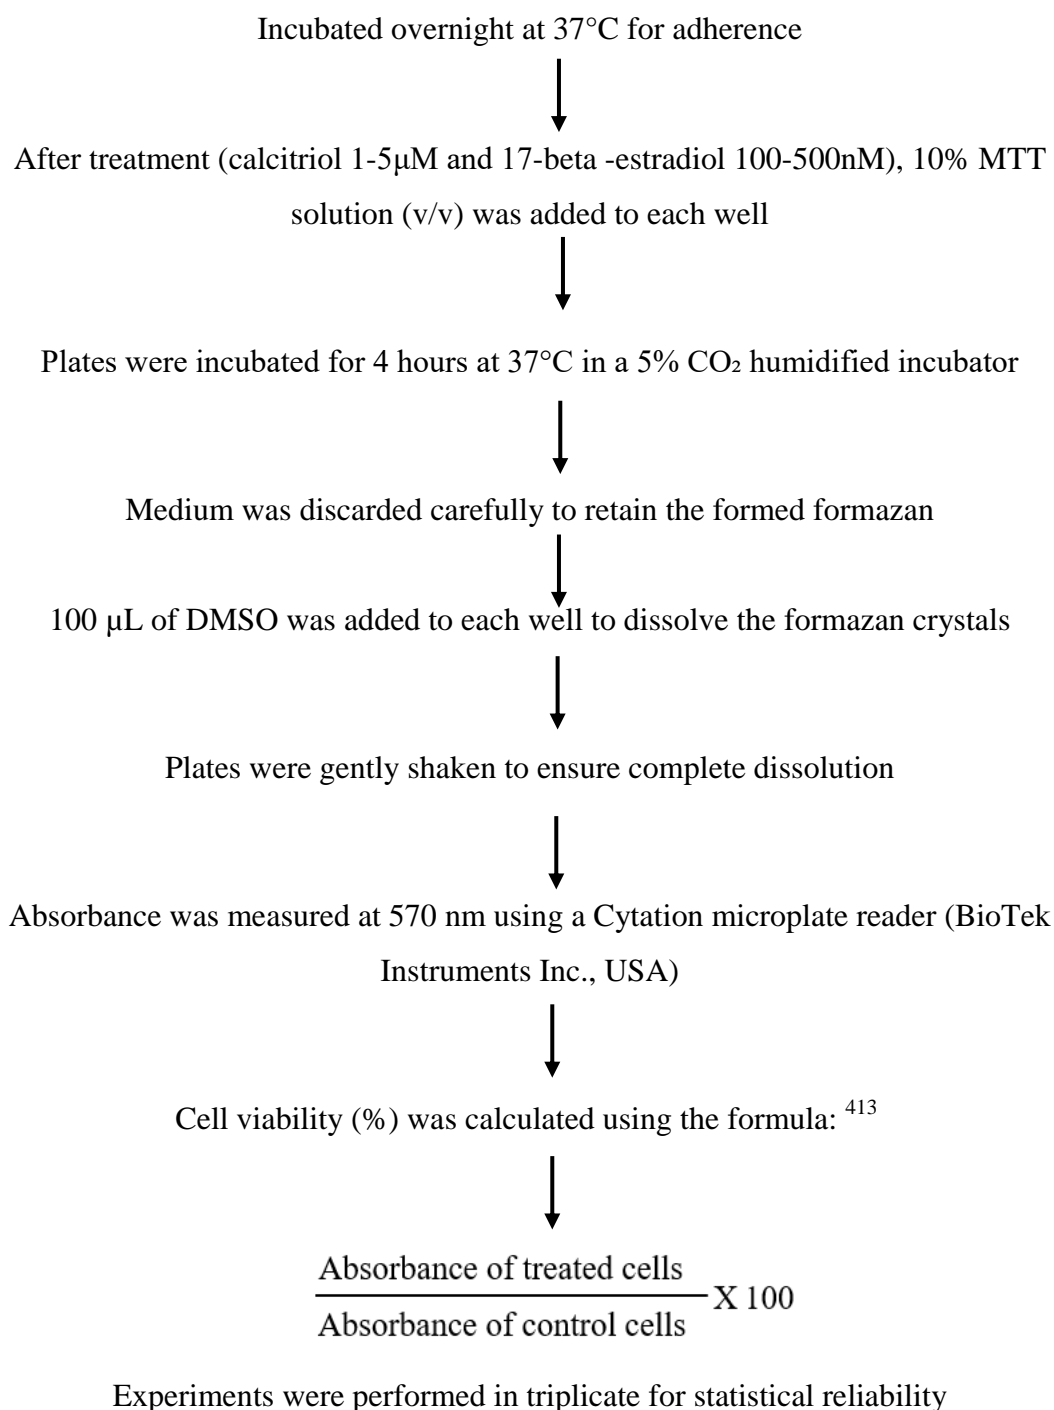 Incubated overnight at 37°C for adherence
After treatment (calcitriol 1-5μM and 17-beta -estradiol 100-500nM), 10% MTT
solution (v/v) was added to each well
Plates were incubated for 4 hours at 37°C in a 5% CO₂ humidified incubator
Medium was discarded carefully to retain the formed formazan
100 µL of DMSO was added to each well to dissolve the formazan crystals
Plates were gently shaken to ensure complete dissolution
Absorbance was measured at 570 nm using a Cytation microplate reader (BioTek
Instruments Inc., USA)
Cell viability (%) was calculated using the formula: ⁴¹³
Absorbance of treated cells
X 100
Absorbance of control cells
Experiments were performed in triplicate for statistical reliability